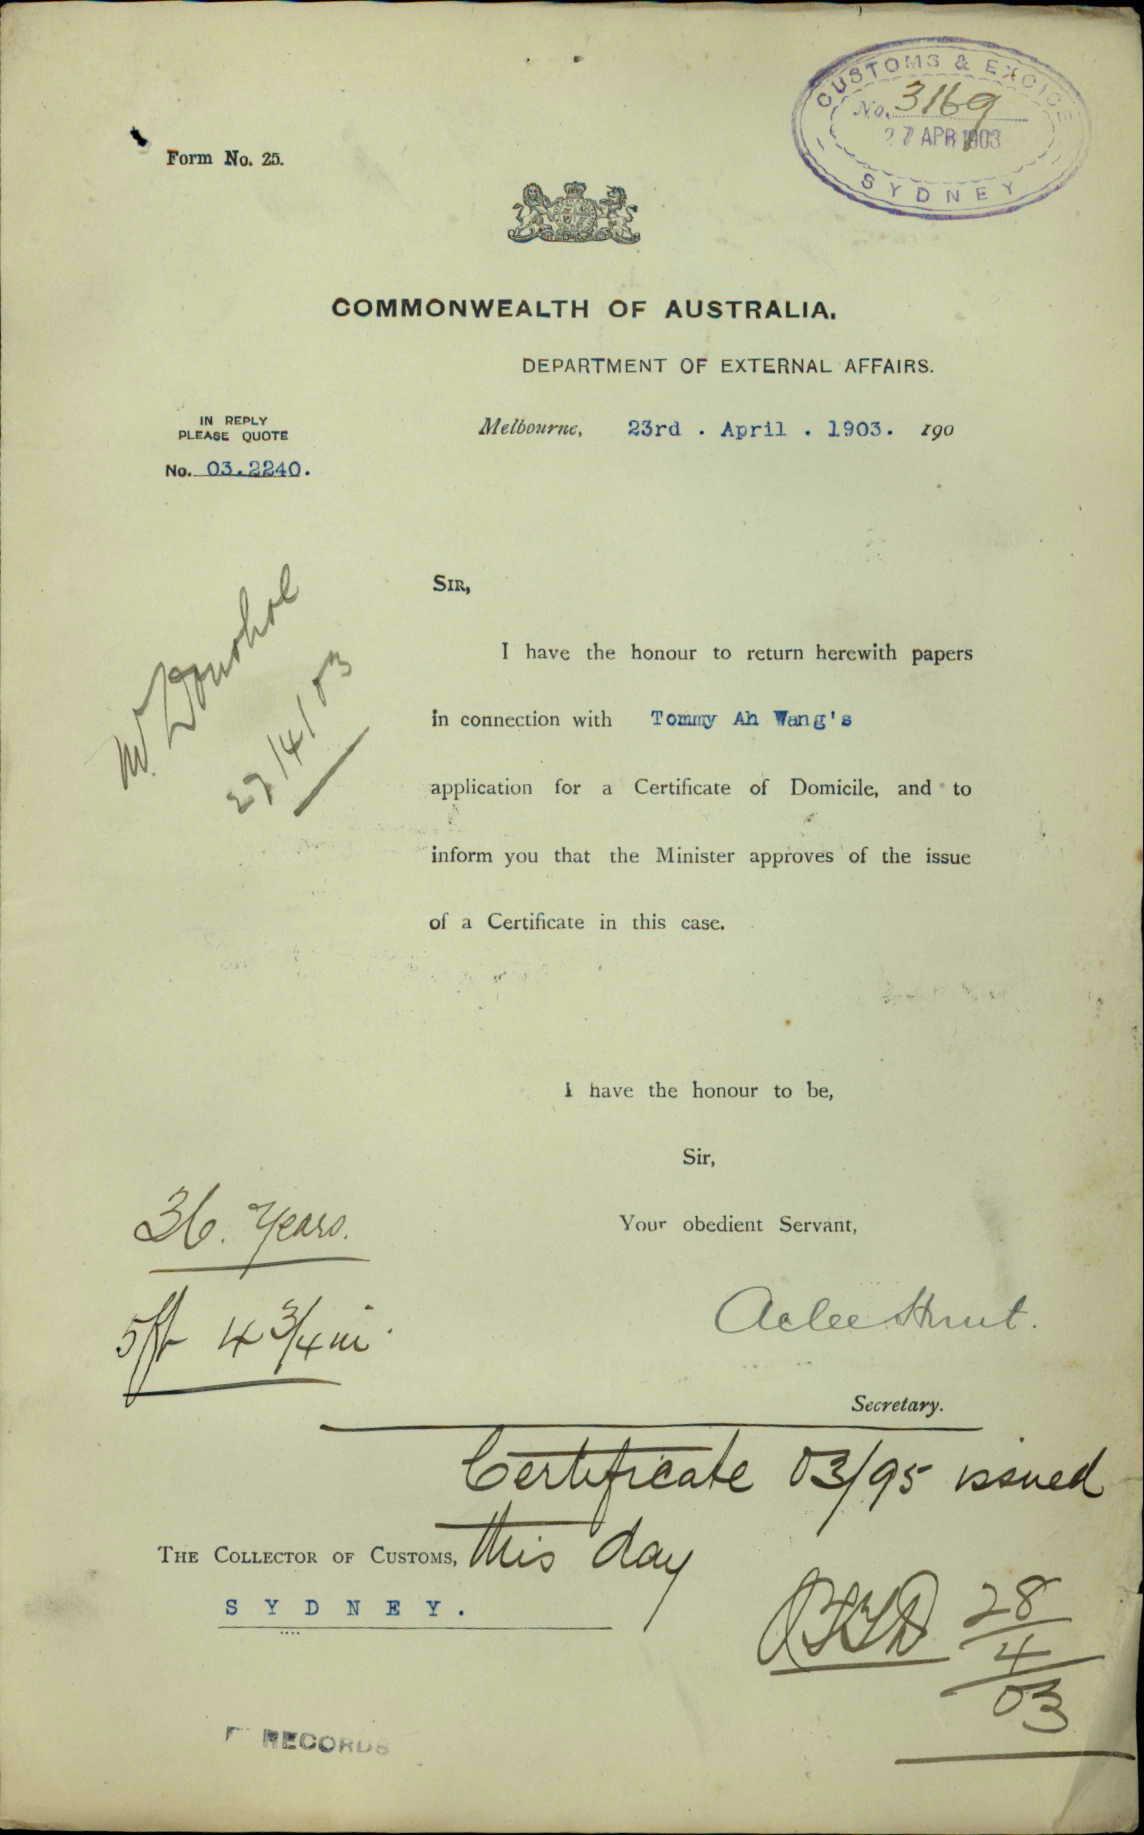 CUSTOMS & EXCISE
No. 3169
27 APR 1903
SYDNEY
Form No. 25.
COMMONWEALTH OF AUSTRALIA.
DEPARTMENT OF EXTERNAL AFFAIRS.
IN REPLY
PLEASE QUOTE
No. 03.2240.
Melbourne, 23rd . April . 1903. 190
Mr. Donohoe
27/4/03
SIR,
I have the honour to return herewith papers
in connection with Tommy Ah Wang's
application for a Certificate of Domicile, and to
inform you that the Minister approves of the issue
of a Certificate in this case.
I have the honour to be,
Sir,
Your obedient Servant,
Atlee Hunt.
Secretary.
36. Years.
5ft 4 3/4 in.
Certificate 03/95 issued
this day
28/4/03
THE COLLECTOR OF CUSTOMS,
SYDNEY.
RECORDS